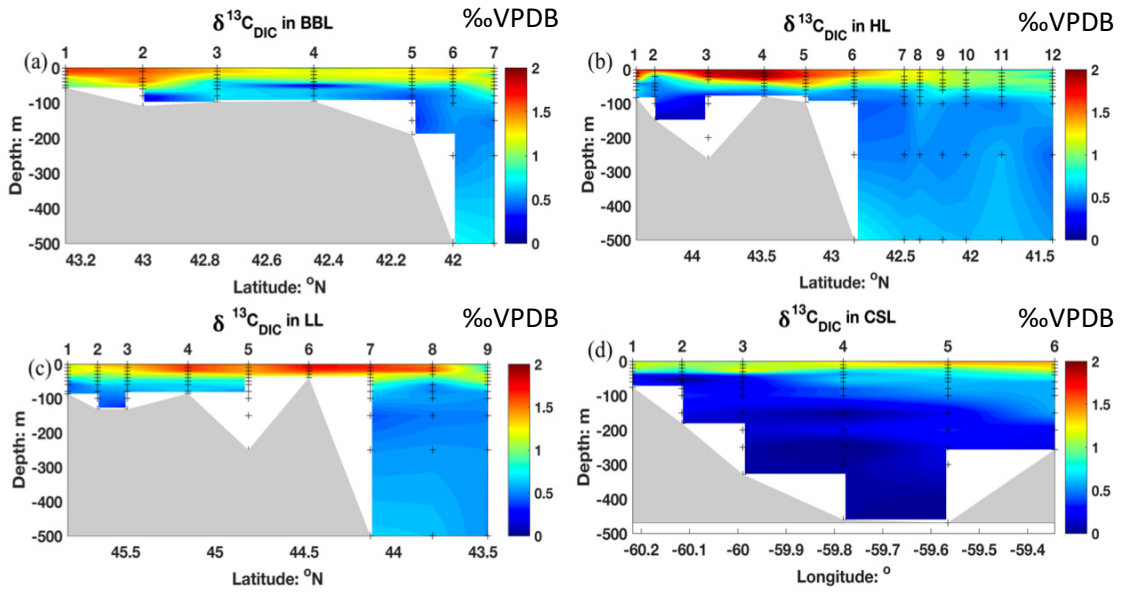 δ ¹³C_DIC in BBL
‰VPDB
(a)
1 2 3 4 5 6 7
0
-100
-200
-300
-400
-500
Depth: m
43.2 43 42.8 42.6 42.4 42.2 42
Latitude: °N
2
1.5
1
0.5
0
δ¹³C_DIC in HL
‰VPDB
(b)
1 2 3 4 5 6 7 8 9 10 11 12
0
-100
-200
-300
-400
-500
Depth: m
44 43.5 43 42.5 42 41.5
Latitude: °N
2
1.5
1
0.5
0
δ ¹³C_DIC in LL
‰VPDB
(c)
1 2 3 4 5 6 7 8 9
0
-100
-200
-300
-400
-500
Depth: m
45.5 45 44.5 44 43.5
Latitude: °N
2
1.5
1
0.5
0
δ¹³C_DIC in CSL
‰VPDB
(d)
1 2 3 4 5 6
0
-100
-200
-300
-400
-500
Depth: m
-60.2 -60.1 -60 -59.9 -59.8 -59.7 -59.6 -59.5 -59.4
Longitude: °
2
1.5
1
0.5
0